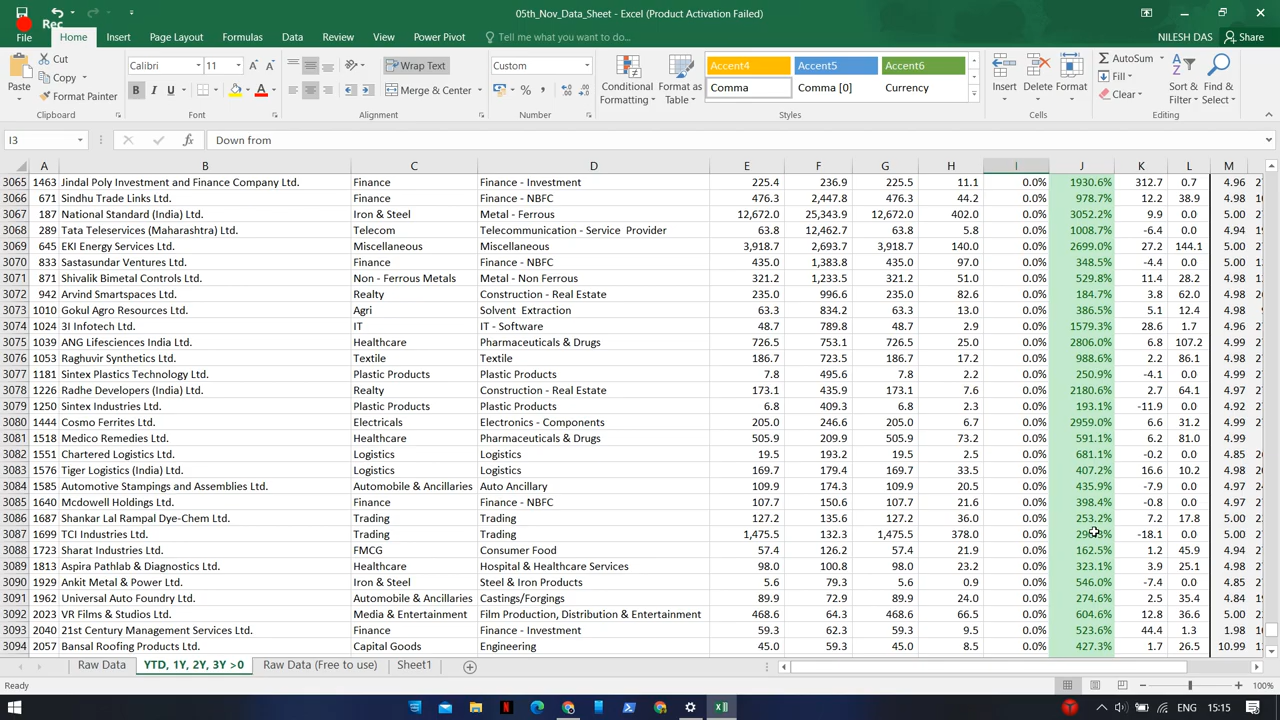 Rec
05th_Nov_Data_Sheet - Excel (Product Activation Failed)
File Home Insert Page Layout Formulas Data Review View Power Pivot Tell me what you want to do... NILESH DAS Share
Paste Cut Copy Format Painter Clipboard
Calibri 11 B I U Font
Wrap Text Merge & Center Alignment
Custom % Number
Conditional Formatting Format as Table
Accent4 Accent5 Accent6
Comma Comma [0] Currency
Styles
Insert Delete Format Cells
AutoSum Fill Clear Sort & Filter Find & Select Editing
I3 fx Down from
A B C D E F G H I J K L M
3065 1463 Jindal Poly Investment and Finance Company Ltd. Finance Finance - Investment 225.4 236.9 225.5 11.1 0.0% 1930.6% 312.7 0.7 4.96
3066 671 Sindhu Trade Links Ltd. Finance Finance - NBFC 476.3 2,447.8 476.3 44.2 0.0% 978.7% 12.2 38.9 4.98
3067 187 National Standard (India) Ltd. Iron & Steel Metal - Ferrous 12,672.0 25,343.9 12,672.0 402.0 0.0% 3052.2% 9.9 0.0 5.00
3068 289 Tata Teleservices (Maharashtra) Ltd. Telecom Telecommunication - Service Provider 63.8 12,462.7 63.8 5.8 0.0% 1008.7% -6.4 0.0 4.94
3069 645 EKI Energy Services Ltd. Miscellaneous Miscellaneous 3,918.7 2,693.7 3,918.7 140.0 0.0% 2699.0% 27.2 144.1 5.00
3070 833 Sastasundar Ventures Ltd. Finance Finance - NBFC 435.0 1,383.8 435.0 97.0 0.0% 348.5% -4.4 0.0 5.00
3071 871 Shivalik Bimetal Controls Ltd. Non - Ferrous Metals Metal - Non Ferrous 321.2 1,233.5 321.2 51.0 0.0% 529.8% 11.4 28.2 4.98
3072 942 Arvind Smartspaces Ltd. Realty Construction - Real Estate 235.0 996.6 235.0 82.6 0.0% 184.7% 3.8 62.0 4.98
3073 1010 Gokul Agro Resources Ltd. Agri Solvent Extraction 63.3 834.2 63.3 13.0 0.0% 386.5% 5.1 12.4 4.98
3074 1024 3I Infotech Ltd. IT IT - Software 48.7 789.8 48.7 2.9 0.0% 1579.3% 28.6 1.7 4.96
3075 1039 ANG Lifesciences India Ltd. Healthcare Pharmaceuticals & Drugs 726.5 753.1 726.5 25.0 0.0% 2806.0% 6.8 107.2 4.98
3076 1053 Raghuvir Synthetics Ltd. Textile Textile 186.7 723.5 186.7 17.2 0.0% 988.6% 2.2 86.1 4.98
3077 1181 Sintex Plastics Technology Ltd. Plastic Products Plastic Products 7.8 495.6 7.8 2.2 0.0% 250.9% -4.1 0.0 4.99
3078 1226 Radhe Developers (India) Ltd. Realty Construction - Real Estate 173.1 435.9 173.1 7.6 0.0% 2180.6% 2.7 64.1 4.97
3079 1250 Sintex Industries Ltd. Plastic Products Plastic Products 6.8 409.3 6.8 2.3 0.0% 193.1% -11.9 0.0 4.92
3080 1444 Cosmo Ferrites Ltd. Electricals Electronics - Components 205.0 246.6 205.0 6.7 0.0% 2959.0% 6.6 31.2 4.99
3081 1518 Medico Remedies Ltd. Healthcare Pharmaceuticals & Drugs 505.9 209.9 505.9 73.2 0.0% 591.1% 6.2 81.0 4.99
3082 1551 Chartered Logistics Ltd. Logistics Logistics 19.5 193.2 19.5 2.5 0.0% 681.1% -0.2 0.0 4.85
3083 1576 Tiger Logistics (India) Ltd. Logistics Logistics 169.7 179.4 169.7 33.5 0.0% 407.2% 16.6 10.2 4.98
3084 1585 Automotive Stampings and Assemblies Ltd. Automobile & Ancillaries Auto Ancillary 109.9 174.3 109.9 20.5 0.0% 435.9% -7.9 0.0 4.97
3085 1640 Mcdowell Holdings Ltd. Finance Finance - NBFC 107.7 150.6 107.7 21.6 0.0% 398.4% -0.8 0.0 4.97
3086 1687 Shankar Lal Rampal Dye-Chem Ltd. Trading Trading 127.2 135.6 127.2 36.0 0.0% 253.2% 7.2 17.8 5.00
3087 1699 TCI Industries Ltd. Trading Trading 1,475.5 132.3 1,475.5 378.0 0.0% -18.1 0.0 5.00
3088 1723 Sharat Industries Ltd. FMCG Consumer Food 57.4 126.2 57.4 21.9 0.0% 162.5% 1.2 45.9 4.94
3089 1813 Aspira Pathlab & Diagnostics Ltd. Healthcare Hospital & Healthcare Services 98.0 100.8 98.0 23.2 0.0% 323.1% 3.9 25.1 4.98
3090 1929 Ankit Metal & Power Ltd. Iron & Steel Steel & Iron Products 5.6 79.3 5.6 0.9 0.0% 546.0% -7.4 0.0 4.85
3091 1962 Universal Auto Foundry Ltd. Automobile & Ancillaries Castings/Forgings 89.9 72.9 89.9 24.0 0.0% 274.6% 2.5 35.4 4.84
3092 2023 VR Films & Studios Ltd. Media & Entertainment Film Production, Distribution & Entertainment 468.6 64.3 468.6 66.5 0.0% 604.6% 12.8 36.6 5.00
3093 2040 21st Century Management Services Ltd. Finance Finance - Investment 59.3 63.1 59.3 9.5 0.0% 523.6% 44.4 1.3 1.98
3094 2057 Bansal Roofing Products Ltd. Capital Goods Engineering 45.0 59.3 45.0 8.5 0.0% 427.3% 1.7 26.5 10.99
Raw Data YTD, 1Y, 2Y, 3Y >0 Raw Data (Free to use) Sheet1
Ready 100%
15:15